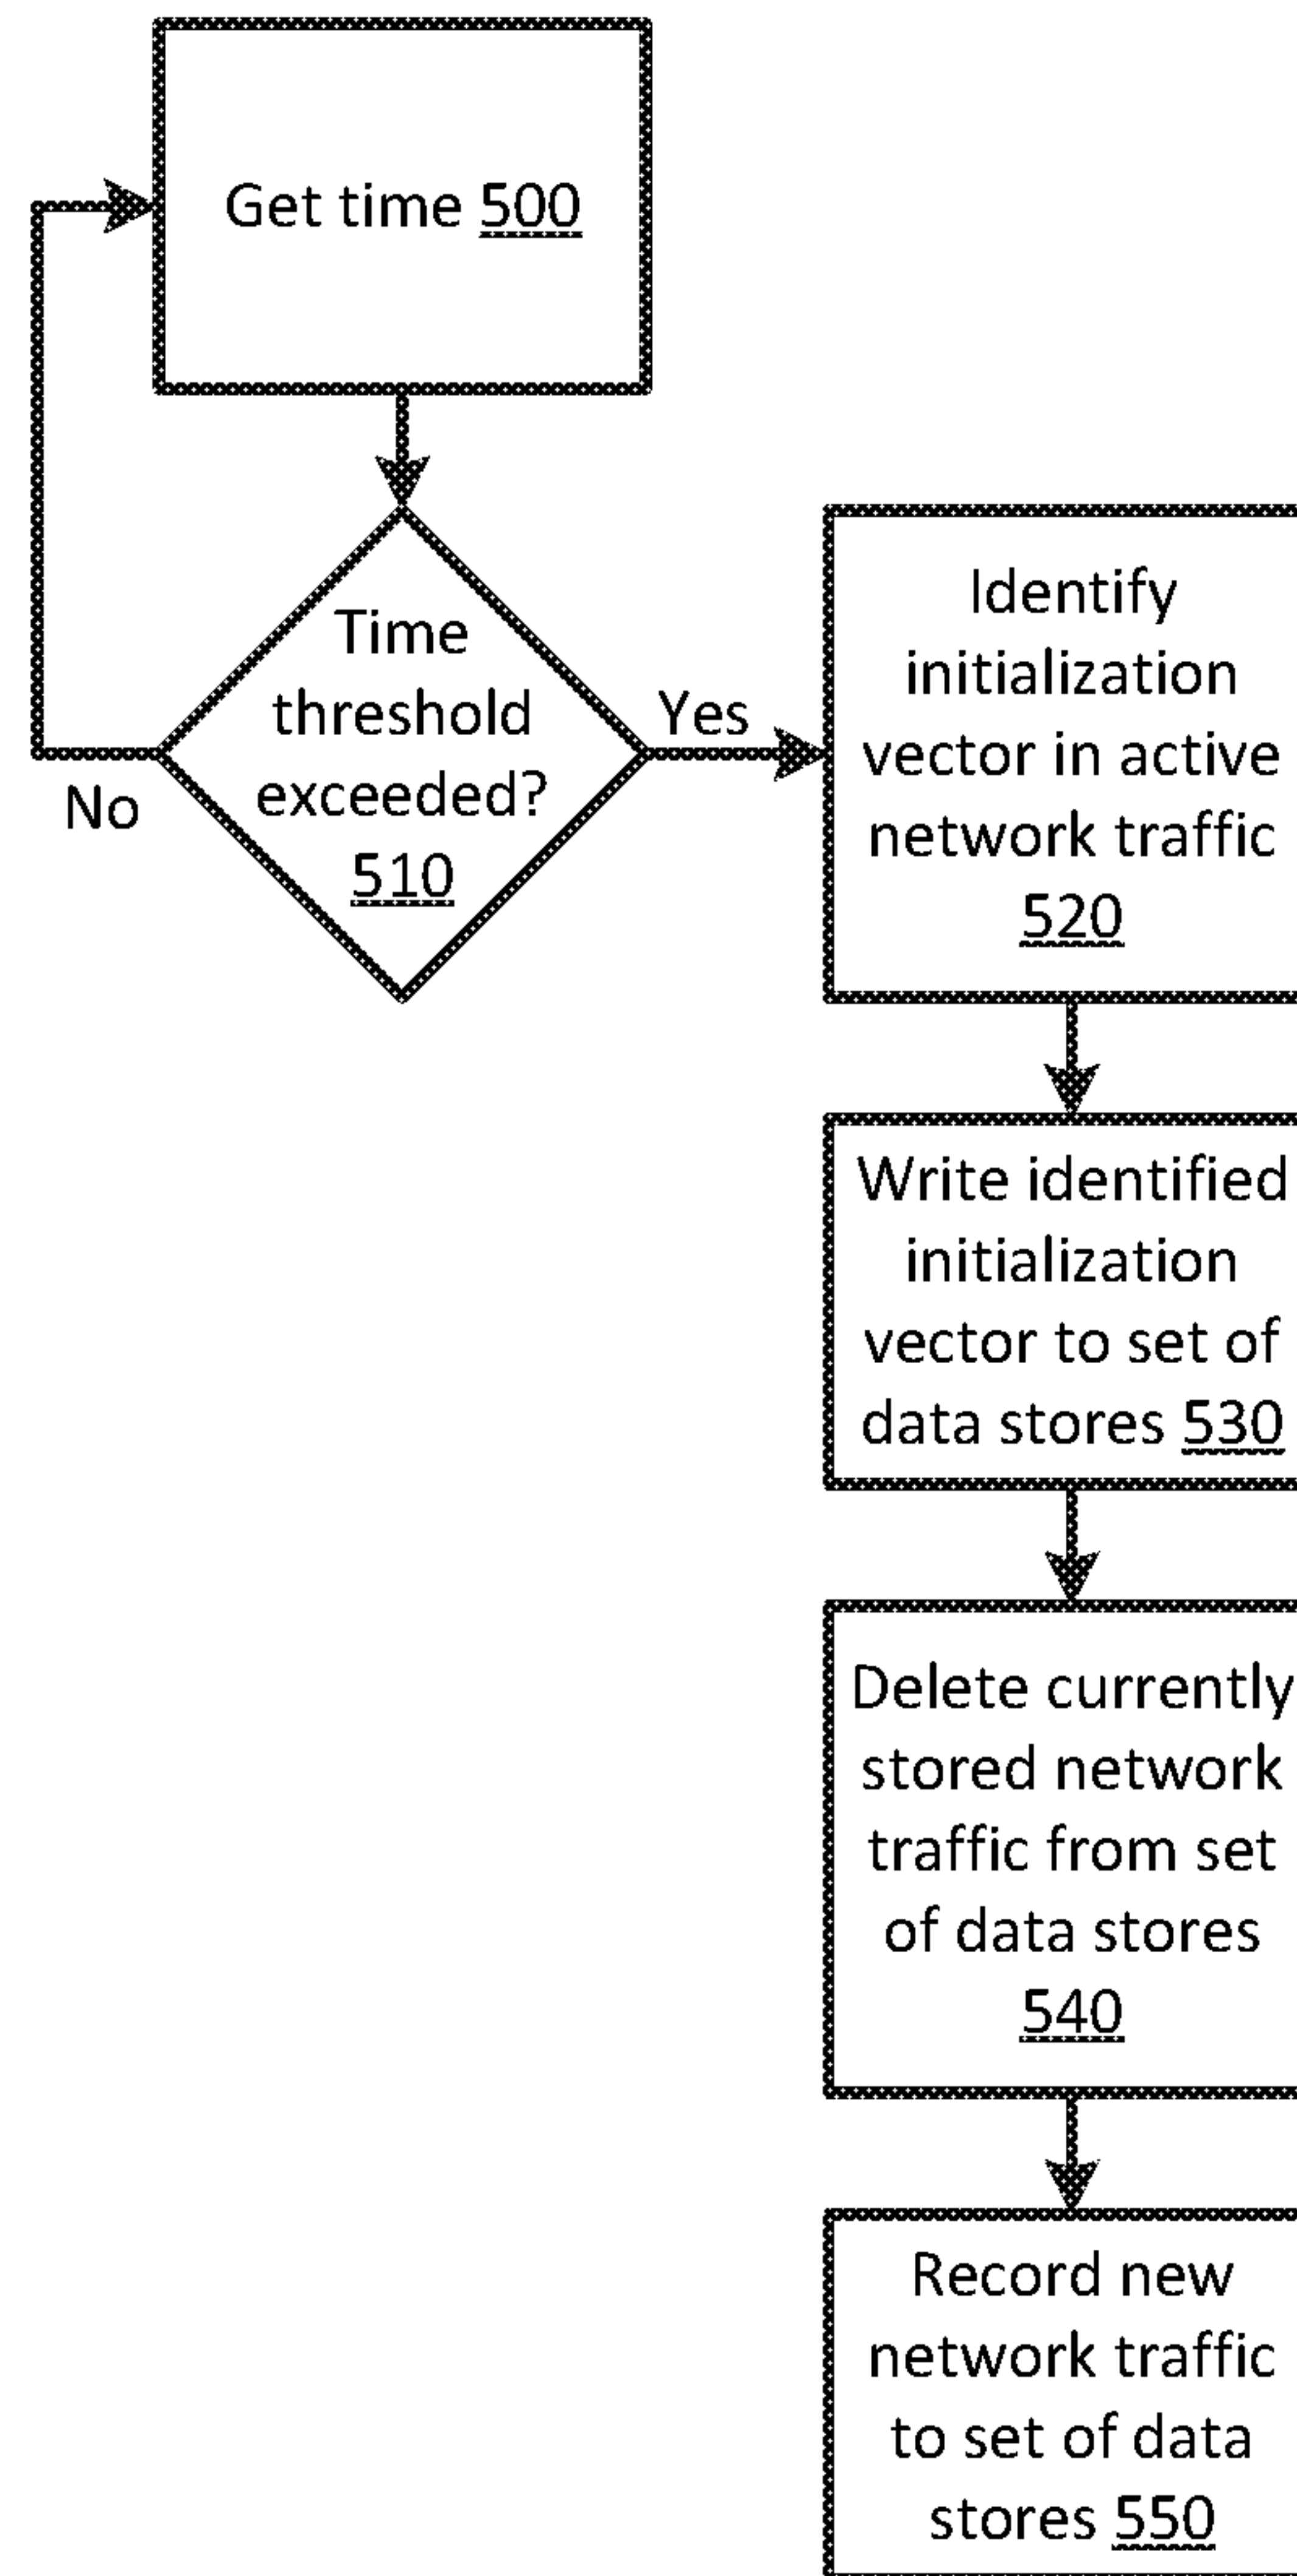 Get time 500
Time
threshold
exceeded?
510
No
Yes
Identify
initialization
vector in active
network traffic
520
Write identified
initialization
vector to set of
data stores 530
Delete currently
stored network
traffic from set
of data stores
540
Record new
network traffic
to set of data
stores 550